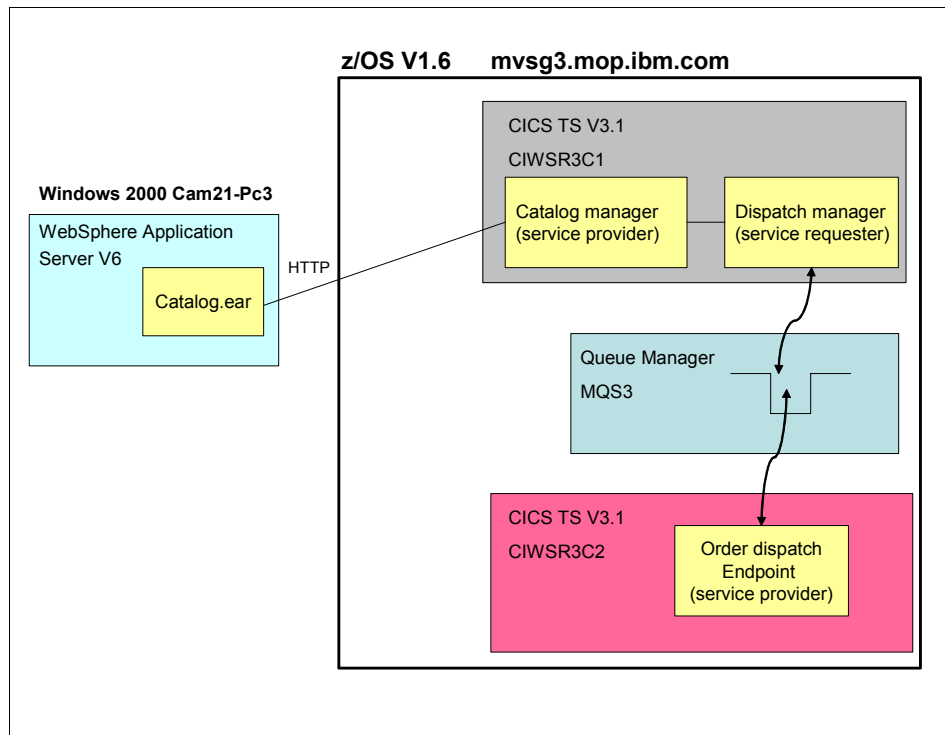 z/OS V1.6 mvsg3.mop.ibm.com
CICS TS V3.1
CIWSR3C1
Windows 2000 Cam21-Pc3
Catalog manager
(service provider)
Dispatch manager
(service requester)
WebSphere Application
Server V6
HTTP
Catalog.ear
Queue Manager
MQS3
CICS TS V3.1
CIWSR3C2
Order dispatch
Endpoint
(service provider)